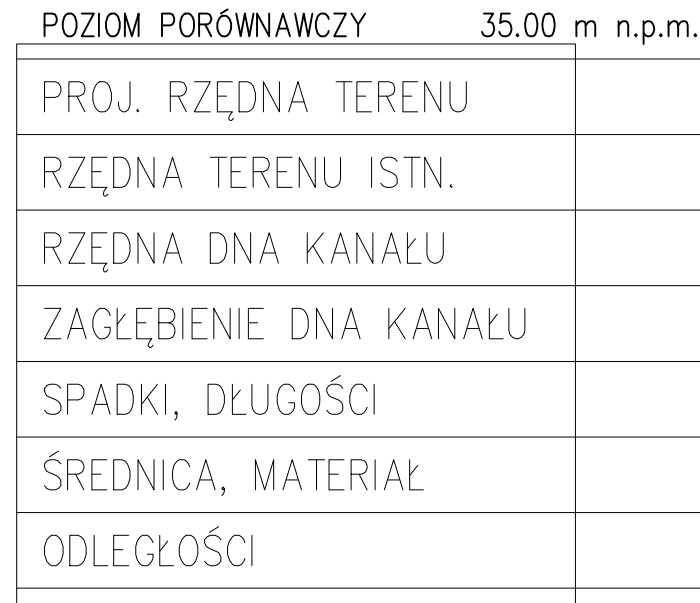 POZIOM PORÓWNAWCZY 35.00 m n.p.m.
PROJ. RZĘDNA TERENU
RZĘDNA TERENU ISTN.
RZĘDNA DNA KANAŁU
ZAGŁĘBIENIE DNA KANAŁU
SPADKI, DŁUGOŚCI
ŚREDNICA, MATERIAŁ
ODLEGŁOŚCI